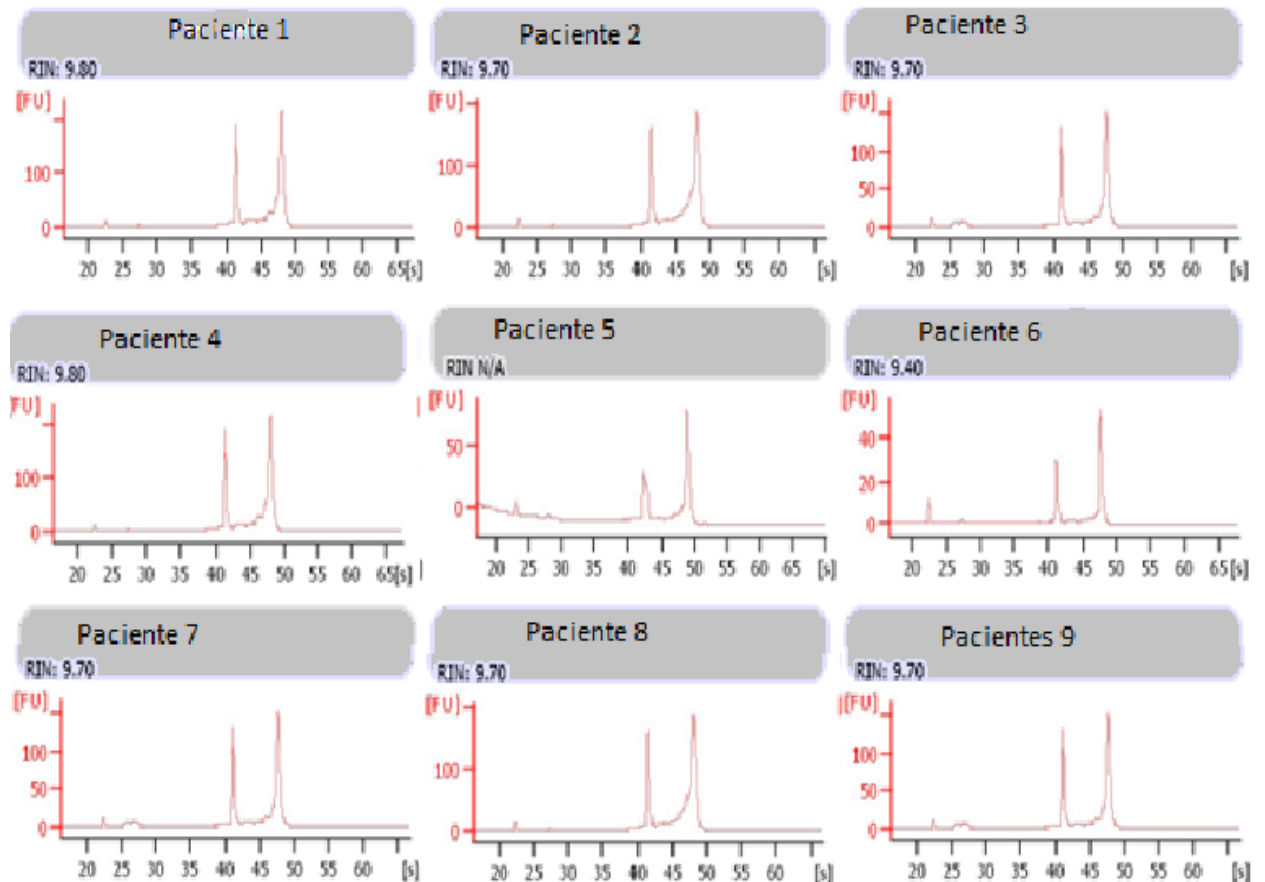 Paciente 1
RIN: 9.80
[FU]
100
0
20 25 30 35 40 45 50 55 60 65[s]
Paciente 2
RIN: 9.70
[FU]
100
0
20 25 30 35 40 45 50 55 60 [s]
Paciente 3
RIN: 9.70
[FU]
100
50
0
20 25 30 35 40 45 50 55 60 [s]
Paciente 4
RIN: 9.80
FU]
100
0
20 25 30 35 40 45 50 55 60 65[s]
Paciente 5
RIN N/A
[FU]
50
0
20 25 30 35 40 45 50 55 60 65 [s]
Paciente 6
RIN: 9.40
[FU]
40
20
0
20 25 30 35 40 45 50 55 60 65[s]
Paciente 7
RIN: 9.70
[FU]
100
50
0
20 25 30 35 40 45 50 55 60 [s]
Paciente 8
RIN: 9.70
[FU]
100
0
20 25 30 35 40 45 50 55 60 [s]
Pacientes 9
RIN: 9.70
[FU]
100
50
0
20 25 30 35 40 45 50 55 60 [s]